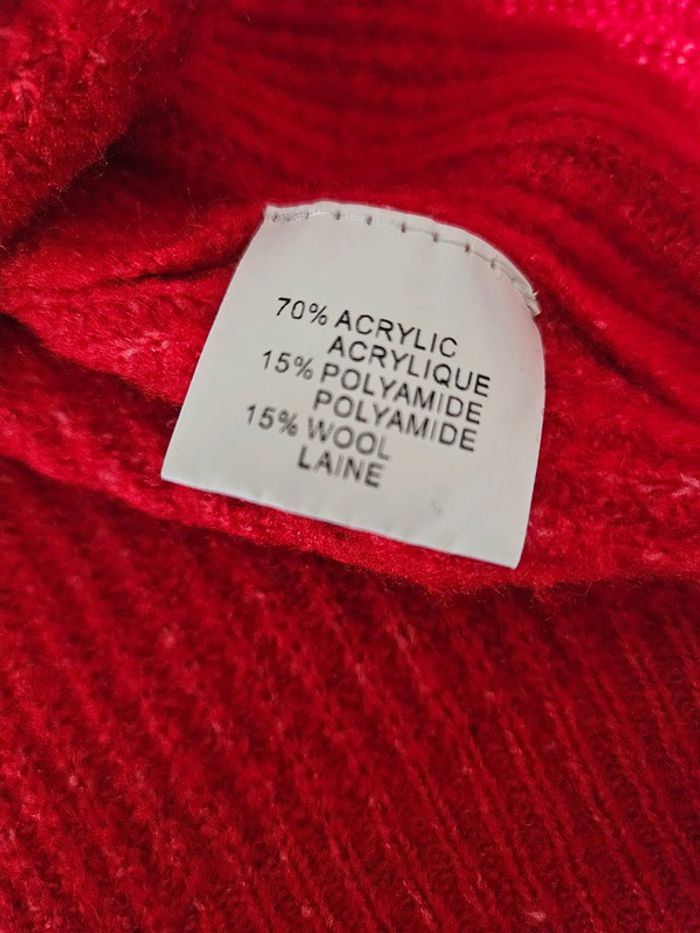 70% ACRYLIC
ACRYLIQUE
15% POLYAMIDE
POLYAMIDE
15% WOOL
LAINE